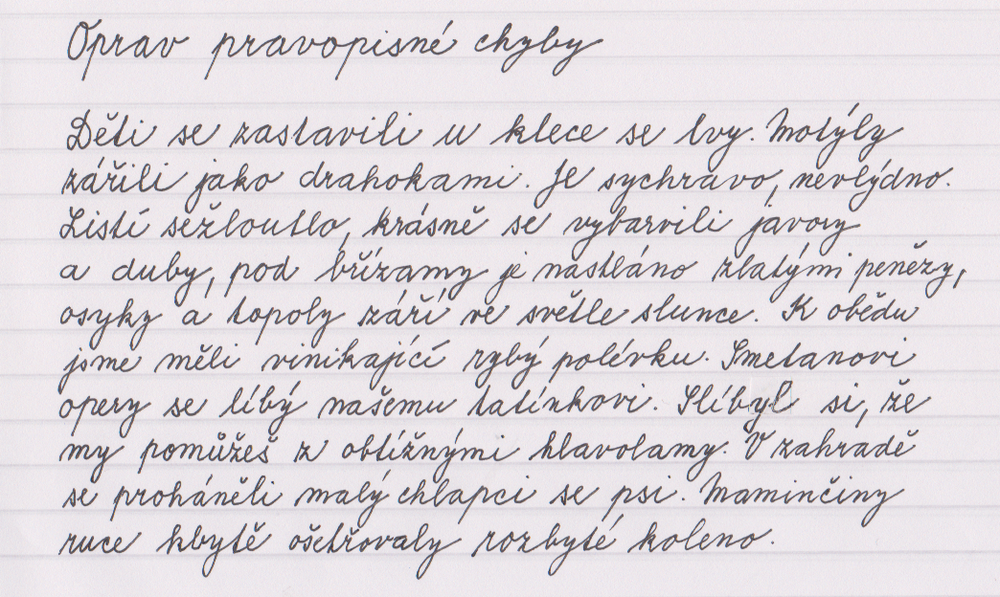 Oprav pravopisné chyby
Děti se zastavili u klece se lvy. Motýly
zářili jako drahokami. Je sychravo, nevlýdno.
Listí sežloutlo, krásně se vybarvili javory
a duby, pod břízamy je nastláno zlatými penězy,
osyky a topoly září ve světle slunce. K obědu
jsme měli vinikající rybý polévku. Smetanovi
opery se líbý našemu tatínkovi. Slíbyl si, že
my pomůžeš z obtížnými hlavolamy. V zahradě
se proháněli malý chlapci se psi. Maminčiny
ruce hbytě ošetřovaly rozbyté koleno.